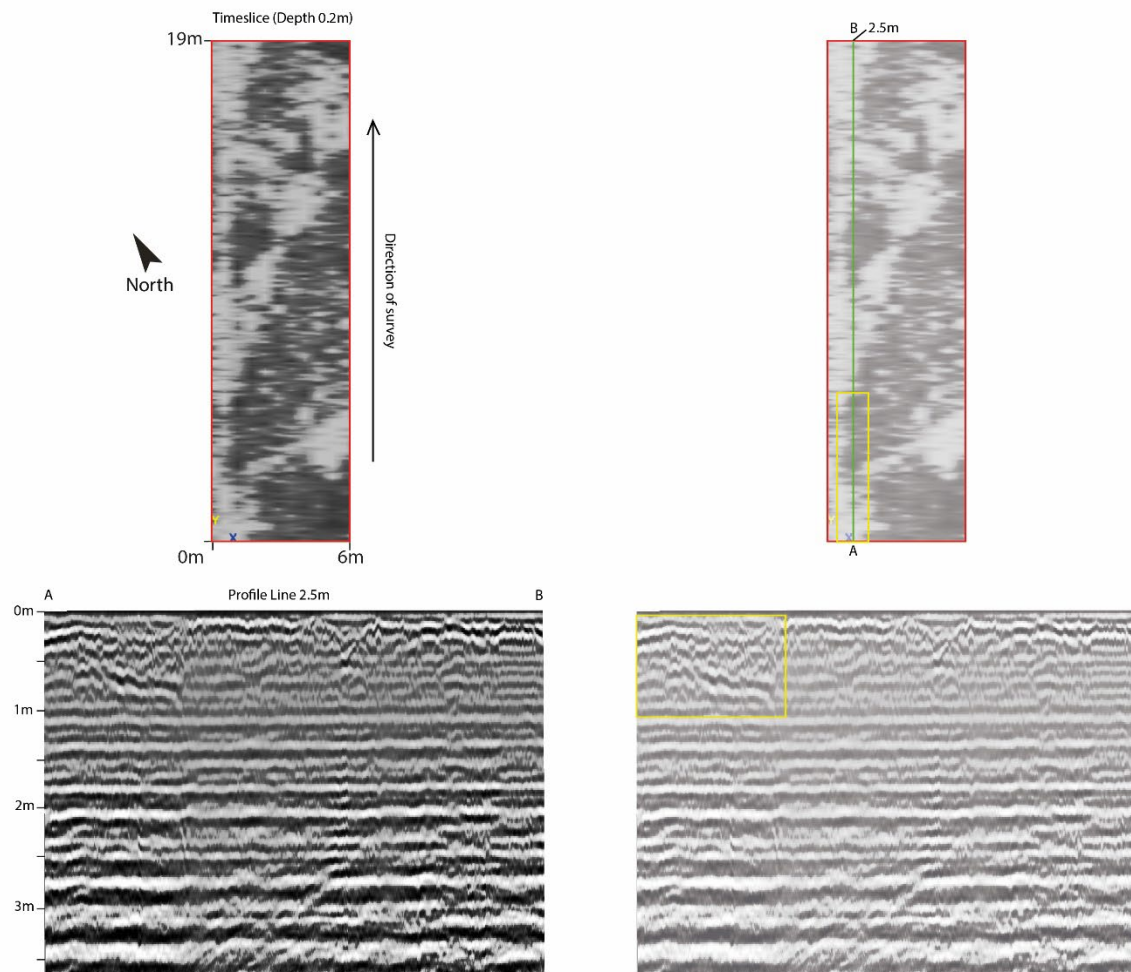 Timeslice (Depth 0.2m)
19m
North
Direction of survey
Y
X
0m
6m
B
2.5m
Y
X
A
A
Profile Line 2.5m
B
0m
1m
2m
3m